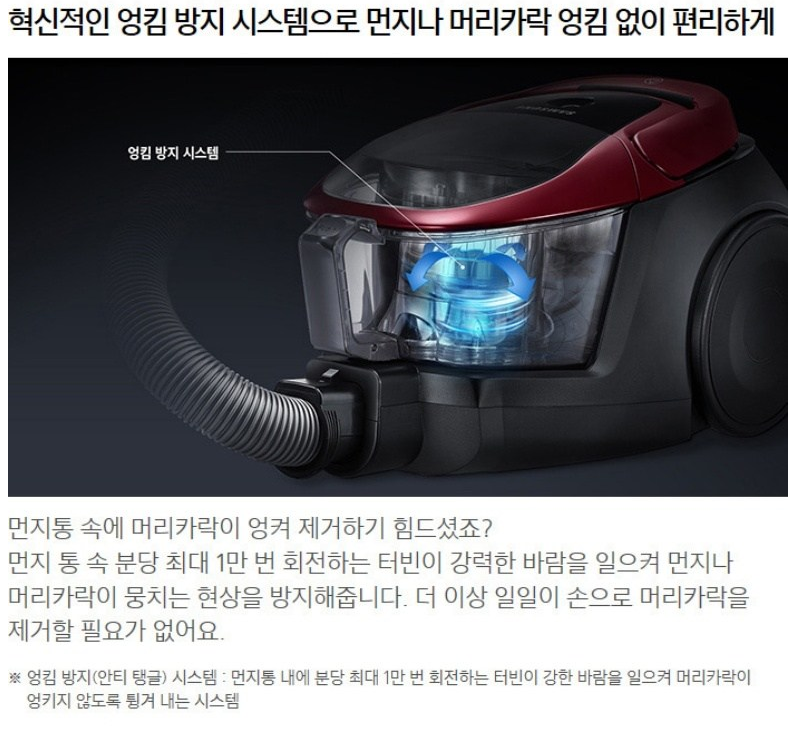 혁신적인 엉킴 방지 시스템으로 먼지나 머리카락 엉킴 없이 편리하게
SAMSUNG
엉킴 방지 시스템
먼지통 속에 머리카락이 엉켜 제거하기 힘드셨죠?
먼지 통 속 분당 최대 1만 번 회전하는 터빈이 강력한 바람을 일으켜 먼지나
머리카락이 뭉치는 현상을 방지해줍니다. 더 이상 일일이 손으로 머리카락을
제거할 필요가 없어요.
※ 엉킴 방지(안티 탱글) 시스템 : 먼지통 내에 분당 최대 1만 번 회전하는 터빈이 강한 바람을 일으켜 머리카락이
엉키지 않도록 튕겨 내는 시스템